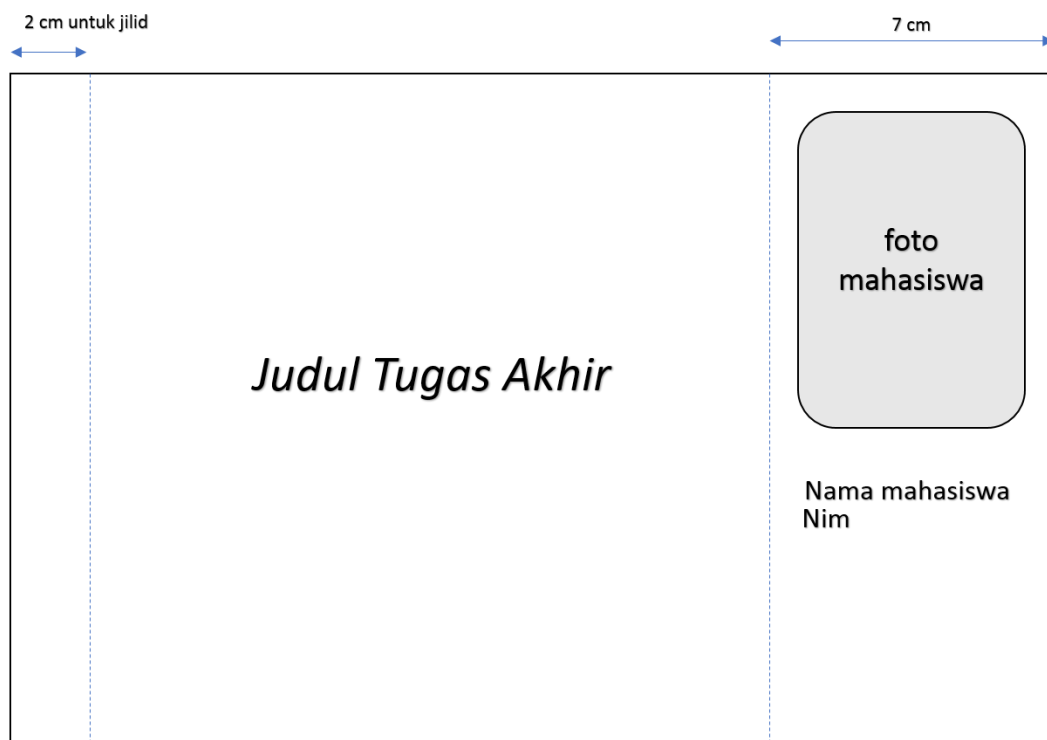 2 cm untuk jilid
7 cm
foto
mahasiswa
Judul Tugas Akhir
Nama mahasiswa
Nim